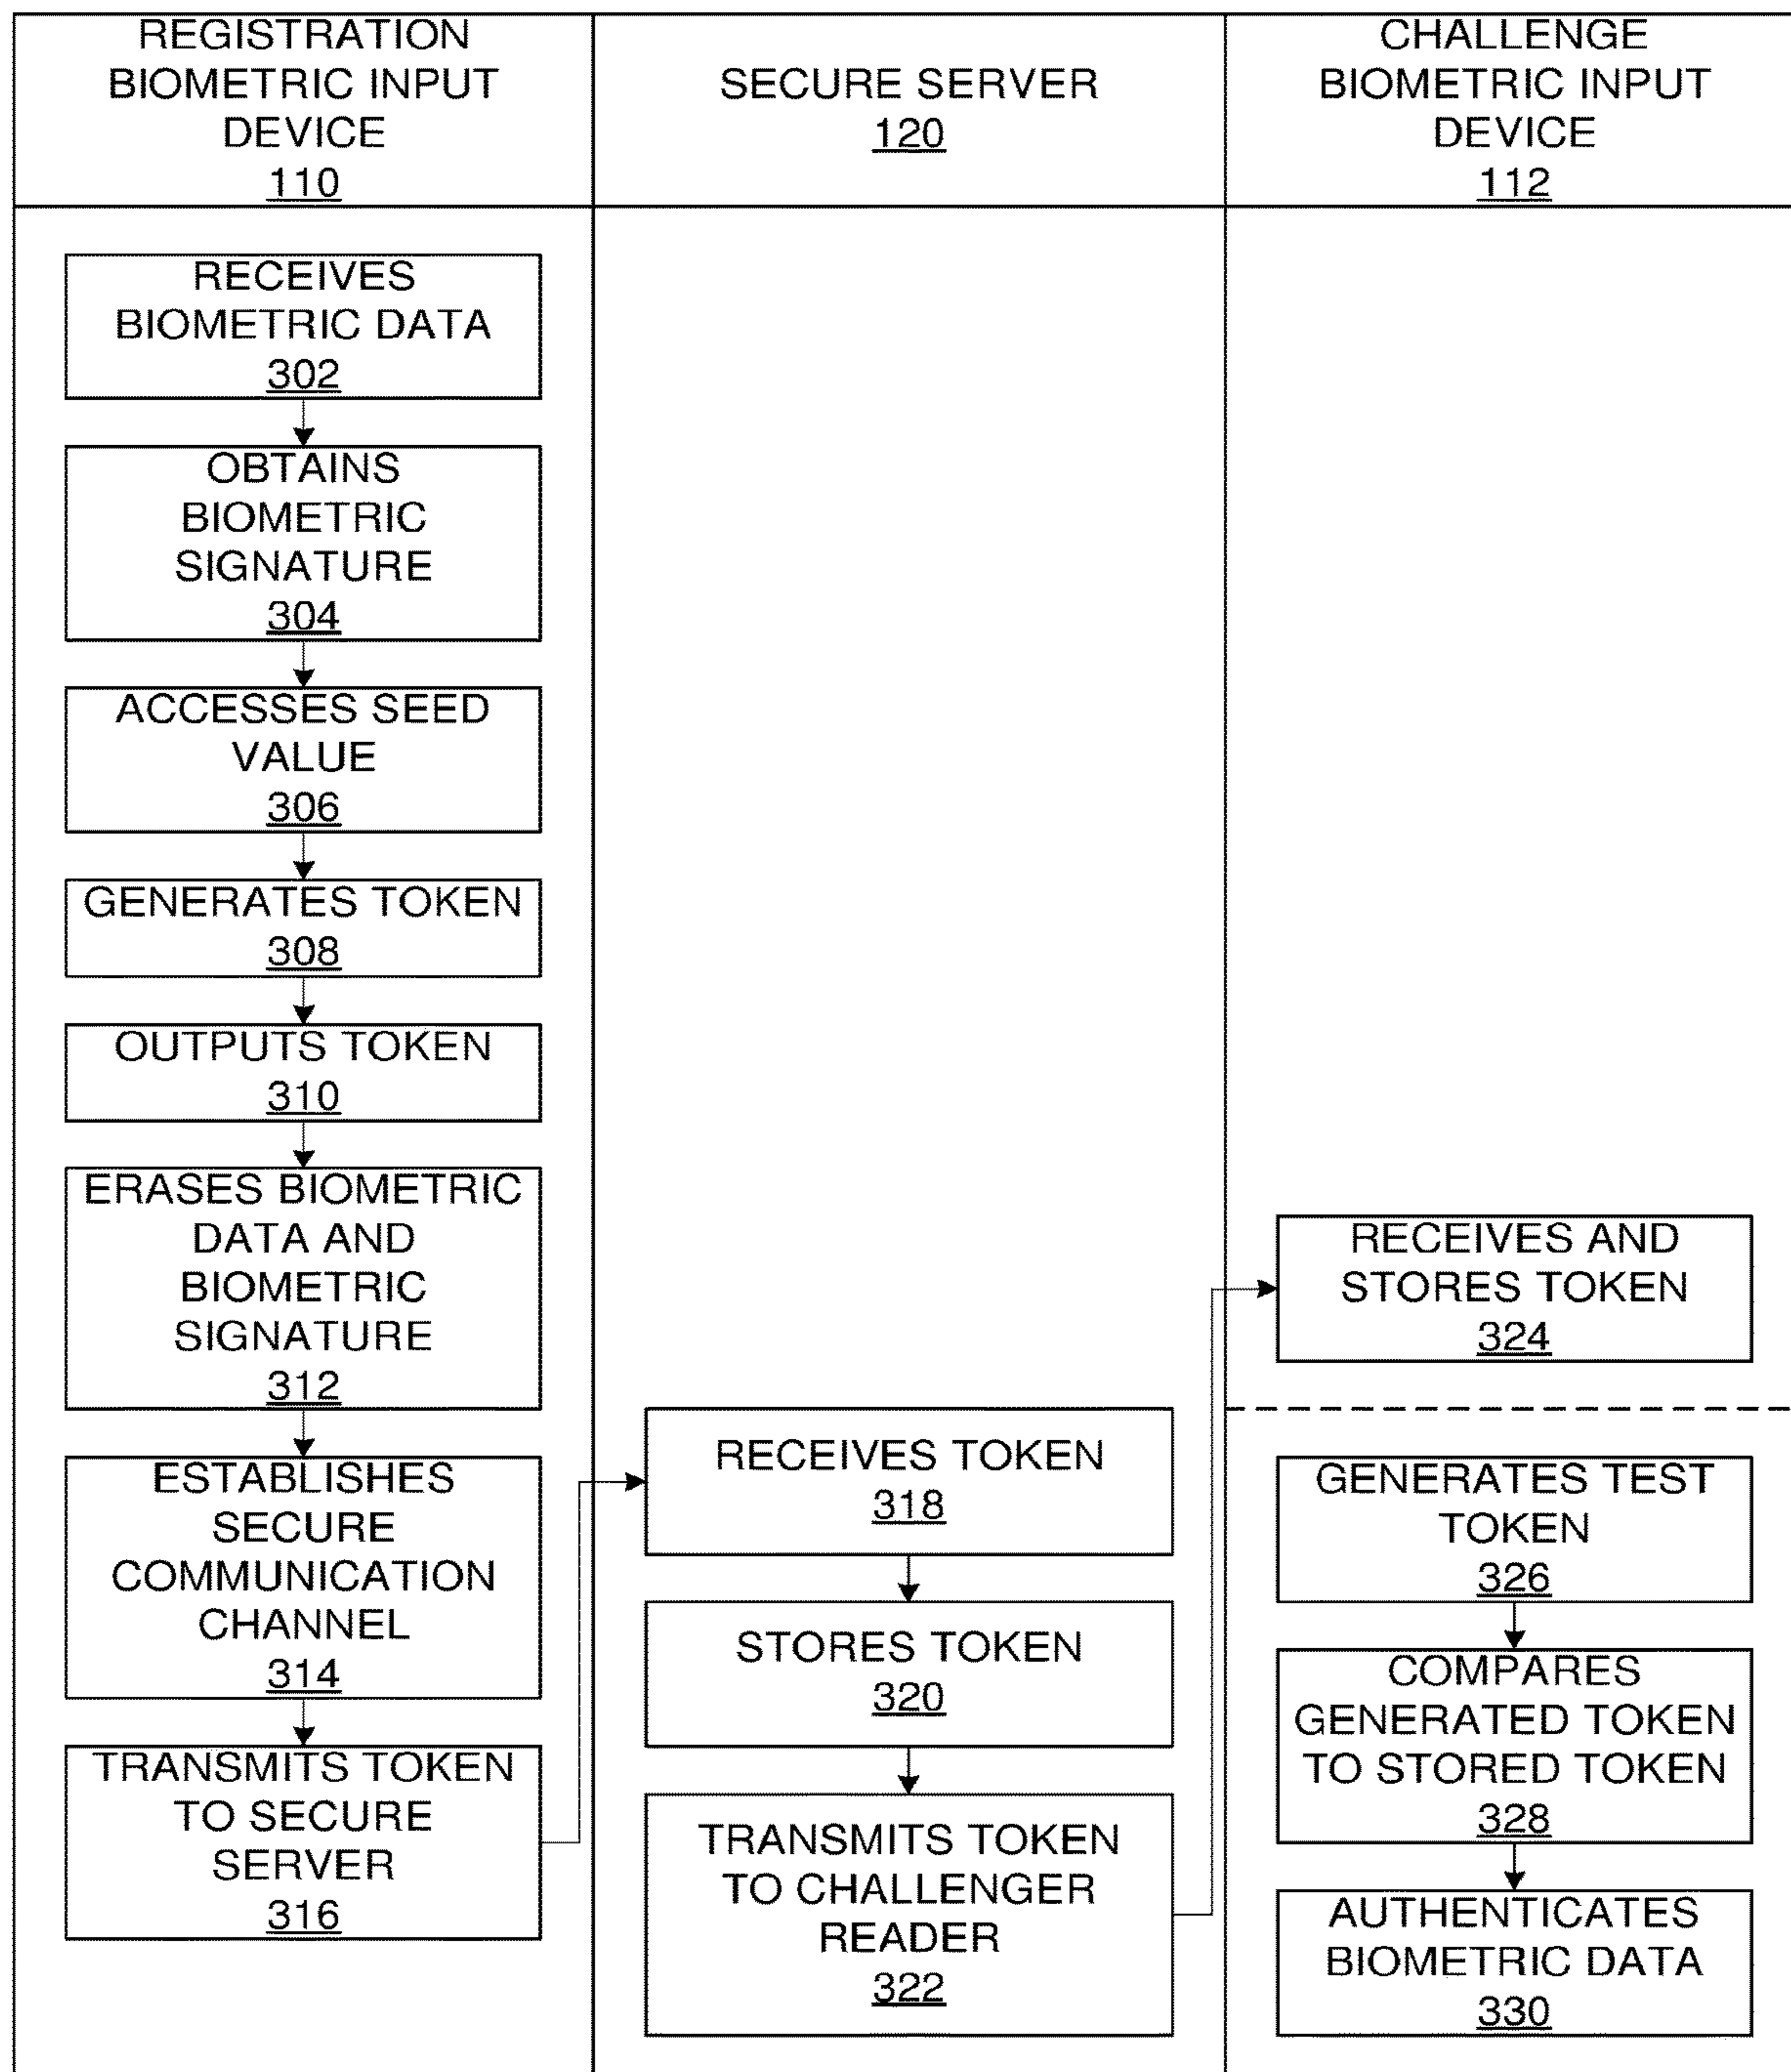 REGISTRATION
BIOMETRIC INPUT
DEVICE
110
SECURE SERVER
120
CHALLENGE
BIOMETRIC INPUT
DEVICE
112
RECEIVES
BIOMETRIC DATA
302
OBTAINS
BIOMETRIC
SIGNATURE
304
ACCESSES SEED
VALUE
306
GENERATES TOKEN
308
OUTPUTS TOKEN
310
ERASES BIOMETRIC
DATA AND
BIOMETRIC
SIGNATURE
312
ESTABLISHES
SECURE
COMMUNICATION
CHANNEL
314
TRANSMITS TOKEN
TO SECURE
SERVER
316
RECEIVES TOKEN
318
STORES TOKEN
320
TRANSMITS TOKEN
TO CHALLENGER
READER
322
RECEIVES AND
STORES TOKEN
324
GENERATES TEST
TOKEN
326
COMPARES
GENERATED TOKEN
TO STORED TOKEN
328
AUTHENTICATES
BIOMETRIC DATA
330